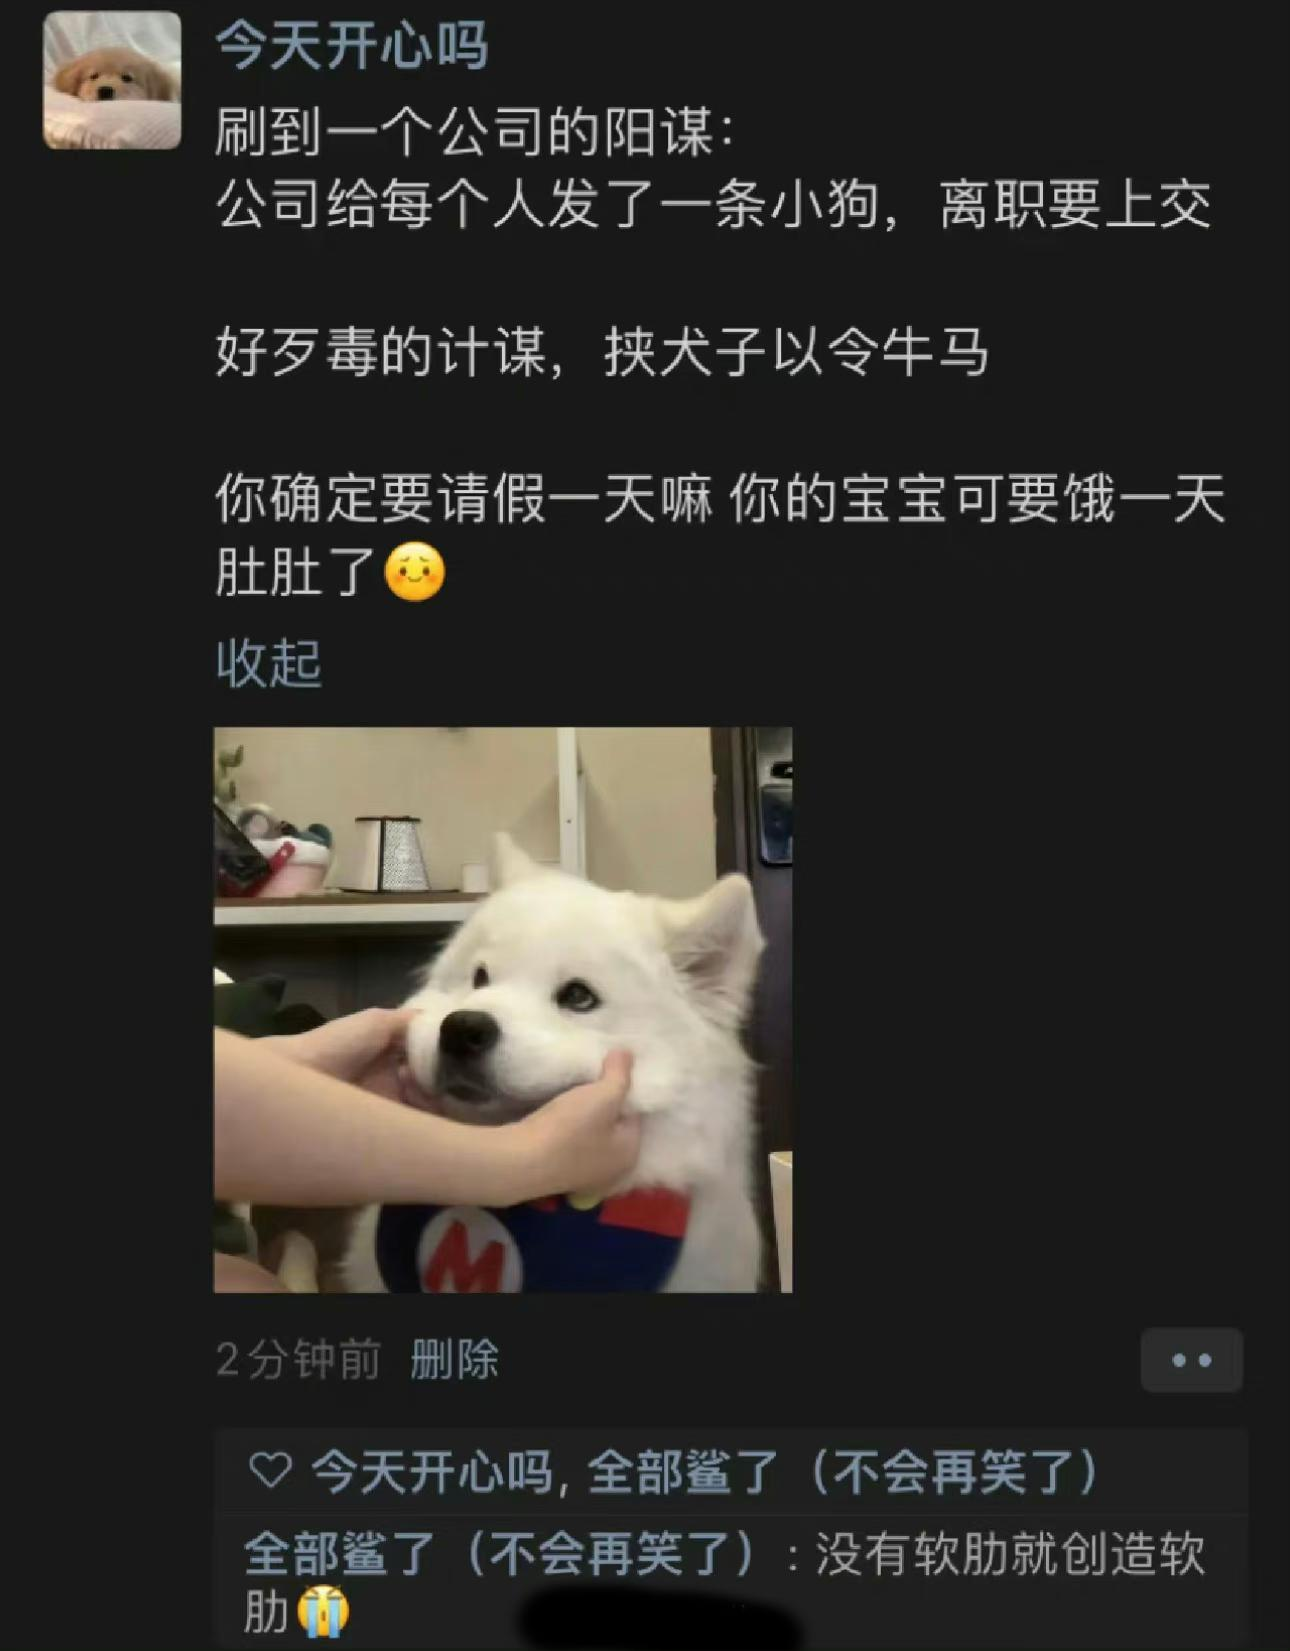 今天开心吗
刷到一个公司的阳谋：
公司给每个人发了一条小狗，离职要上交
好歹毒的计谋，挟犬子以令牛马
你确定要请假一天嘛 你的宝宝可要饿一天
肚肚了🥹
收起
M
2分钟前 删除
今天开心吗, 全部鲨了（不会再笑了）
全部鲨了（不会再笑了）: 没有软肋就创造软
肋😭